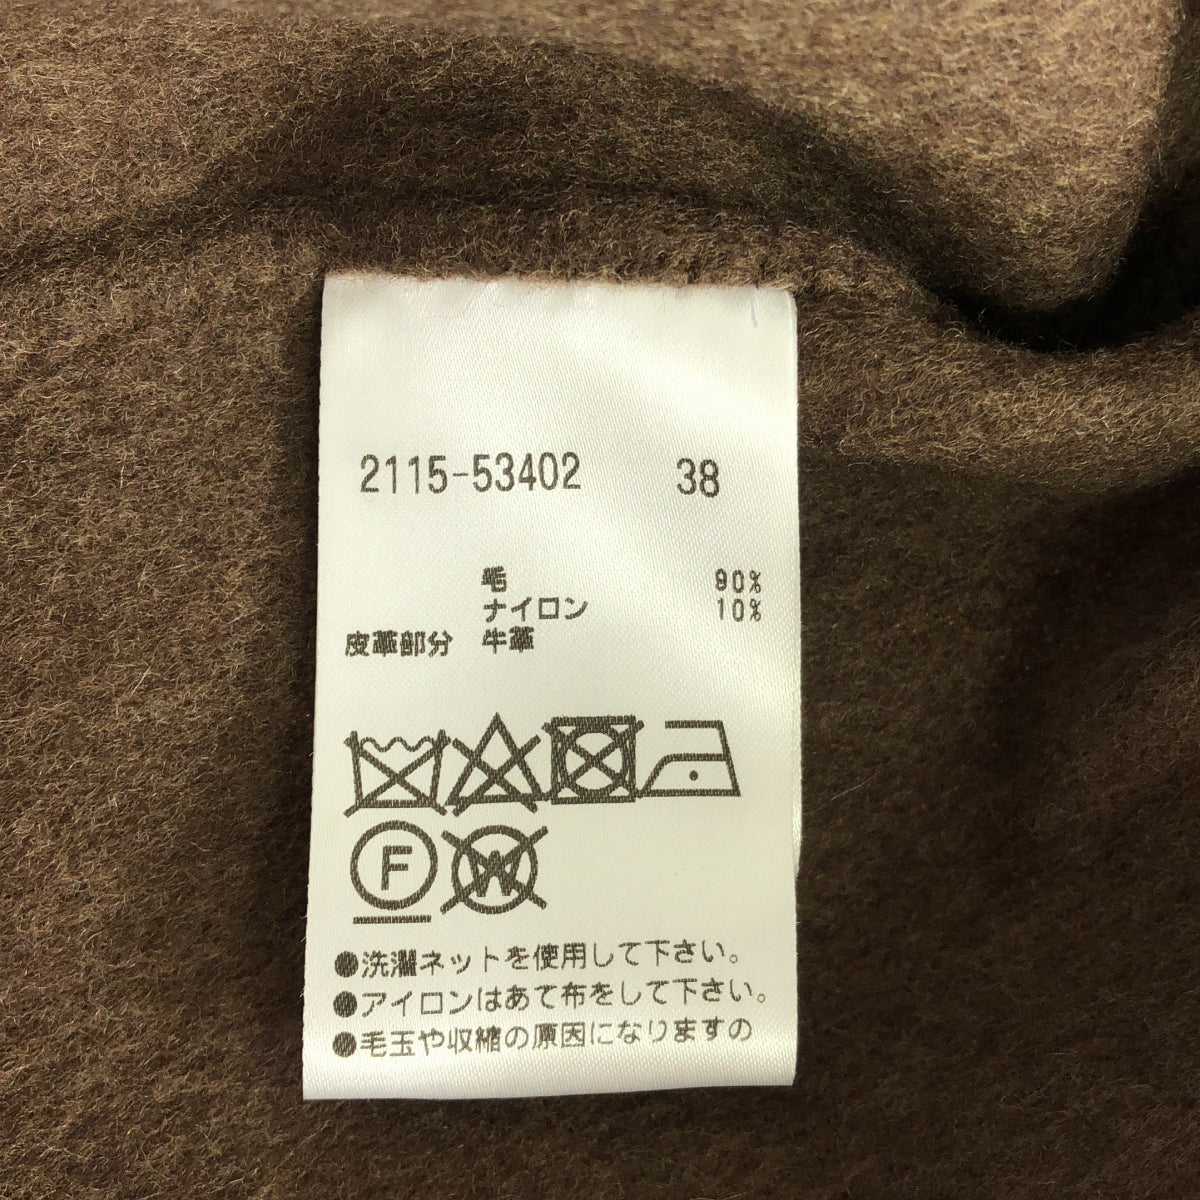 2115-53402 38
毛 90%
ナイロン 10%
皮革部分 牛革
F W
●洗濯ネットを使用して下さい。
●アイロンはあて布をして下さい。
●毛玉や収縮の原因になりますの